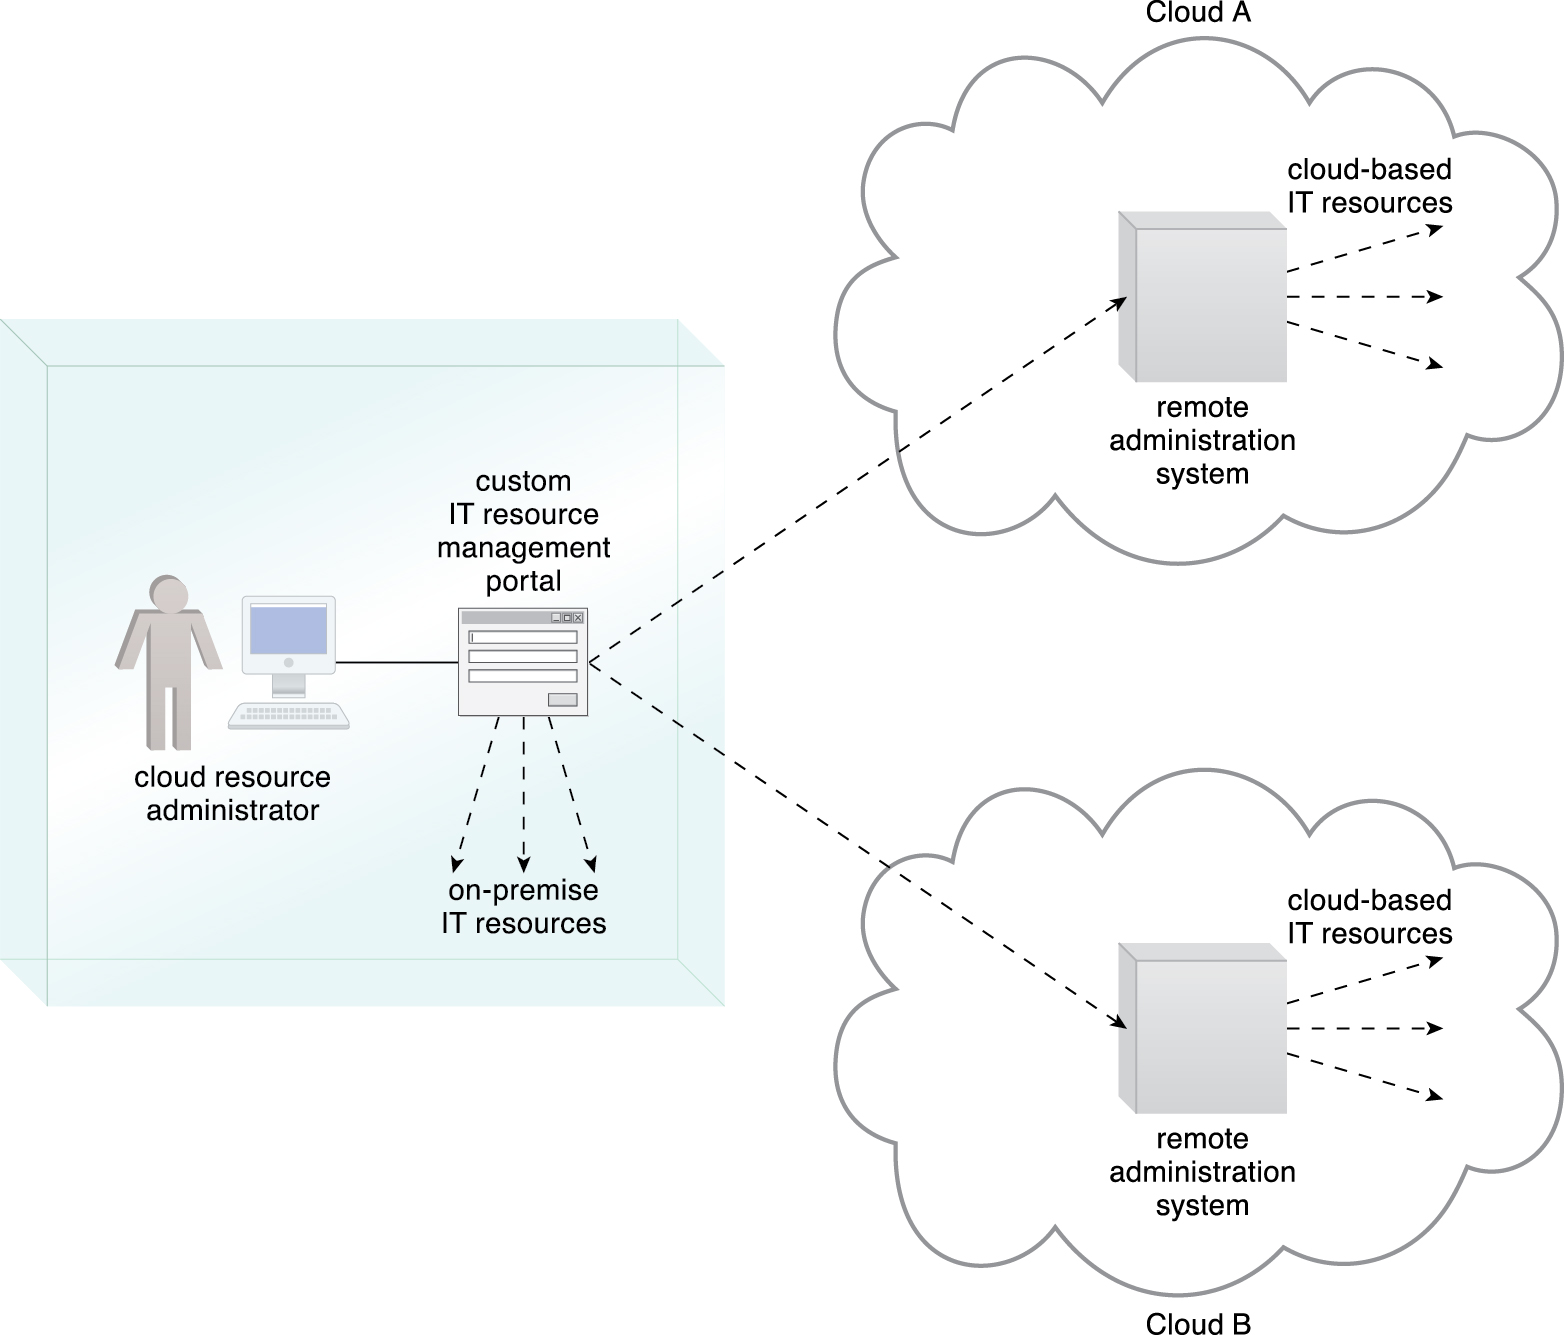 Cloud A
cloud-based
IT resources
remote
administration
system
custom
IT resource
management
portal
cloud resource
administrator
on-premise
IT resources
cloud-based
IT resources
remote
administration
system
Cloud B